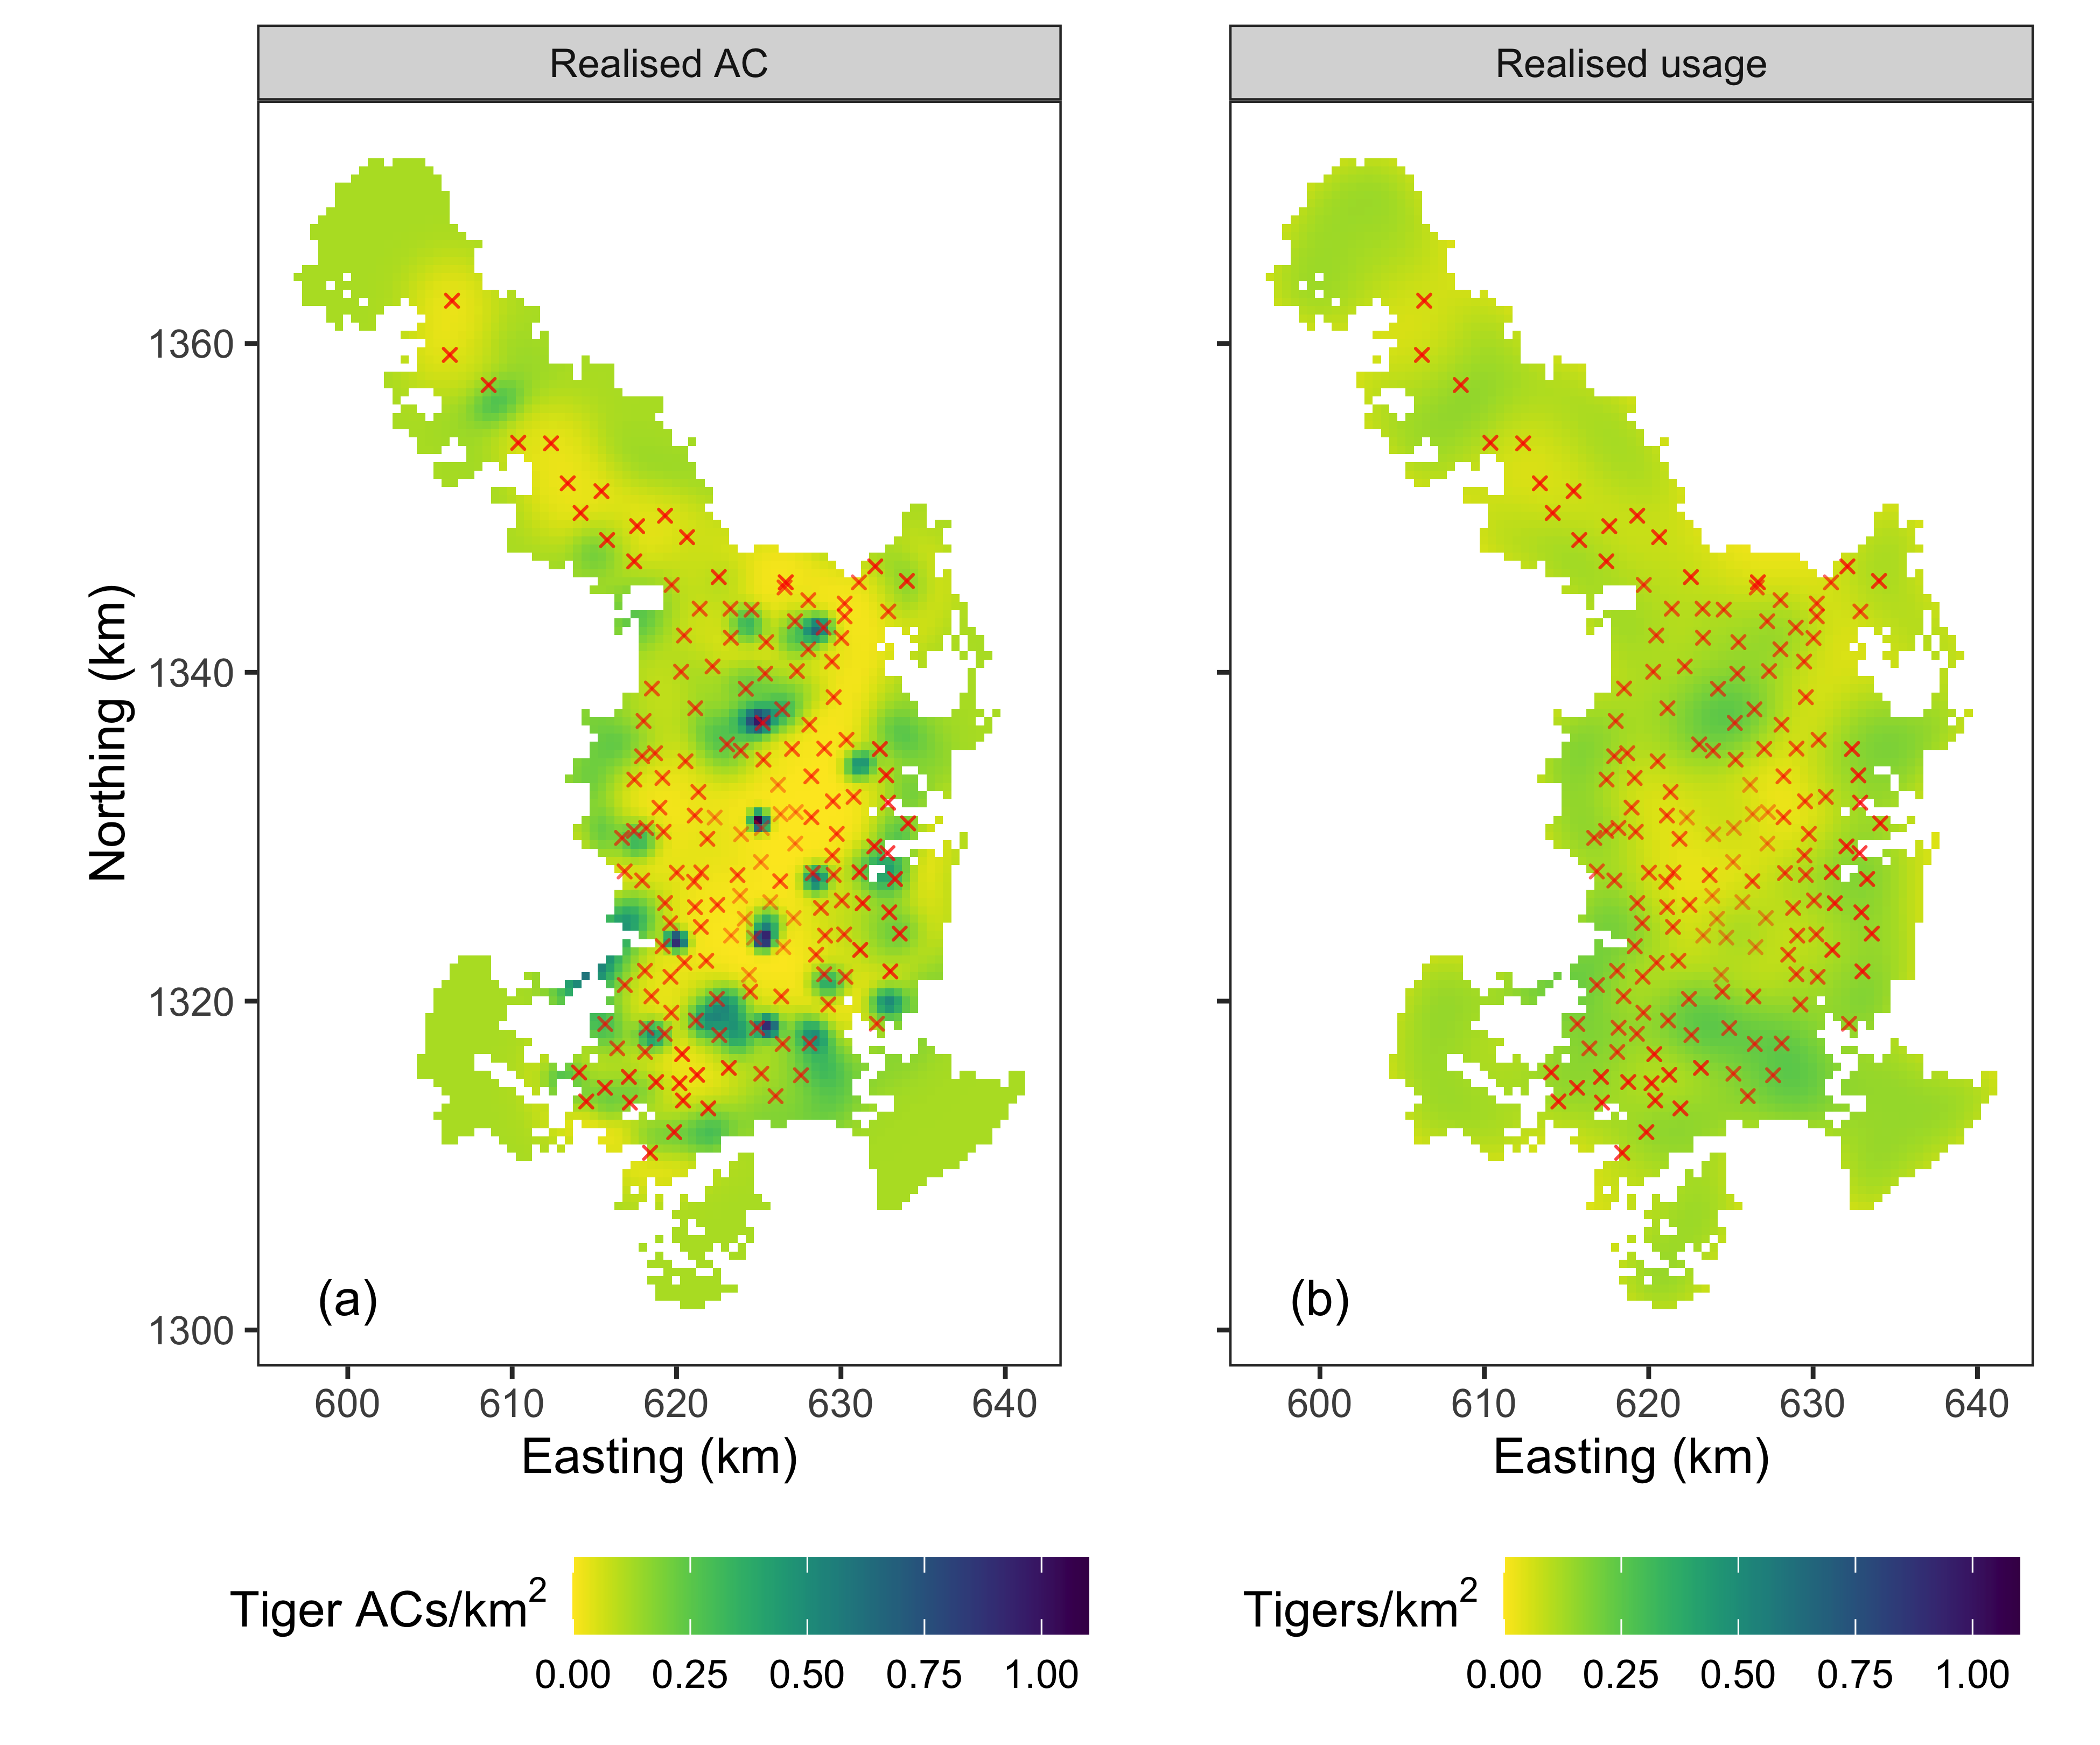 Realised AC
Realised usage
Northing (km)
1360
1340
1320
1300
(a)
(b)
600 610 620 630 640
600 610 620 630 640
Easting (km)
Easting (km)
Tiger ACs/km²
0.00 0.25 0.50 0.75 1.00
Tigers/km²
0.00 0.25 0.50 0.75 1.00